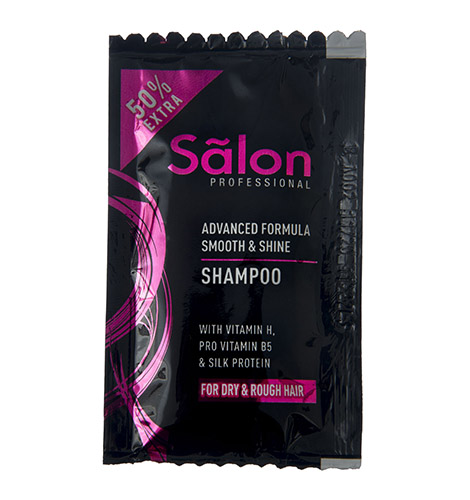 50%
EXTRA
Sãlon
PROFESSIONAL
ADVANCED FORMULA
SMOOTH & SHINE
SHAMPOO
WITH VITAMIN H,
PRO VITAMIN B5
& SILK PROTEIN
FOR DRY & ROUGH HAIR